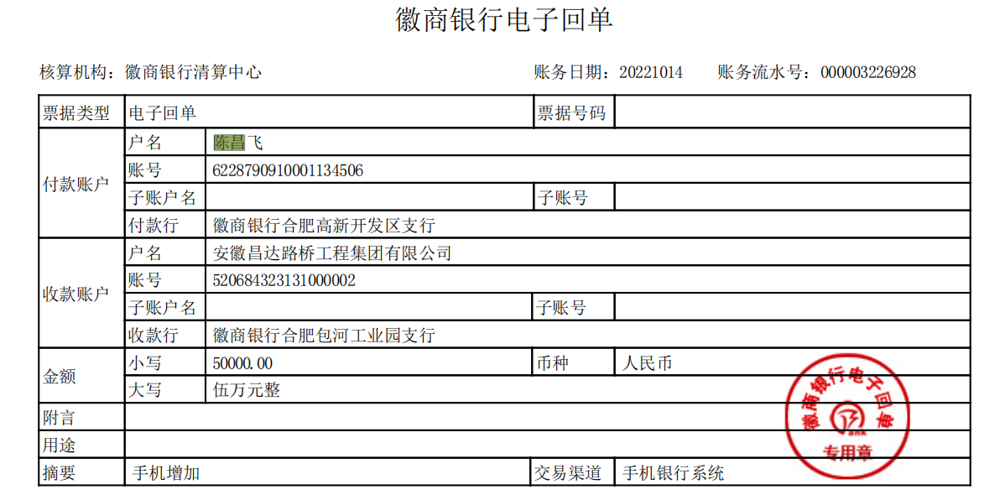 徽商银行电子回单
核算机构：徽商银行清算中心 账务日期：20221014 账务流水号：000003226928
票据类型 电子回单 票据号码
付款账户
户名 陈昌飞
账号 6228790910001134506
子账户名 子账号
付款行 徽商银行合肥高新开发区支行
收款账户
户名 安徽昌达路桥工程集团有限公司
账号 520684323131000002
子账户名 子账号
收款行 徽商银行合肥包河工业园支行
金额
小写 50000.00 币种 人民币
大写 伍万元整
附言
用途
摘要 手机增加 交易渠道 手机银行系统
徽商银行电子回单
ank
专用章